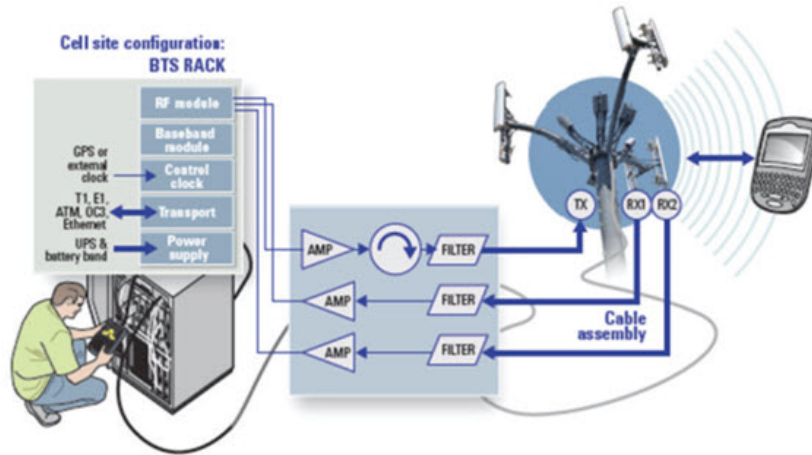 Cell site configuration:
BTS RACK
RF module
Baseband
module
GPS or
external
clock
Control
clock
T1, E1,
ATM, OC3,
Ethernet
Transport
UPS &
battery band
Power
supply
TX
RX1
RX2
AMP
FILTER
AMP
FILTER
Cable
assembly
AMP
FILTER